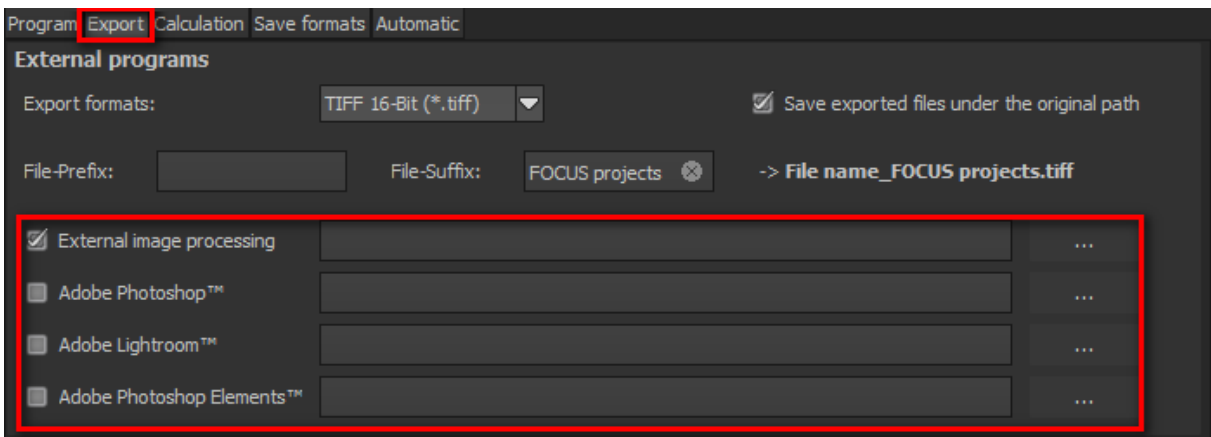 Program Export Calculation Save formats Automatic
External programs
Export formats: TIFF 16-Bit (*.tiff) Save exported files under the original path
File-Prefix: File-Suffix: FOCUS projects -> File name_FOCUS projects.tiff
External image processing ...
Adobe Photoshop™ ...
Adobe Lightroom™ ...
Adobe Photoshop Elements™ ...